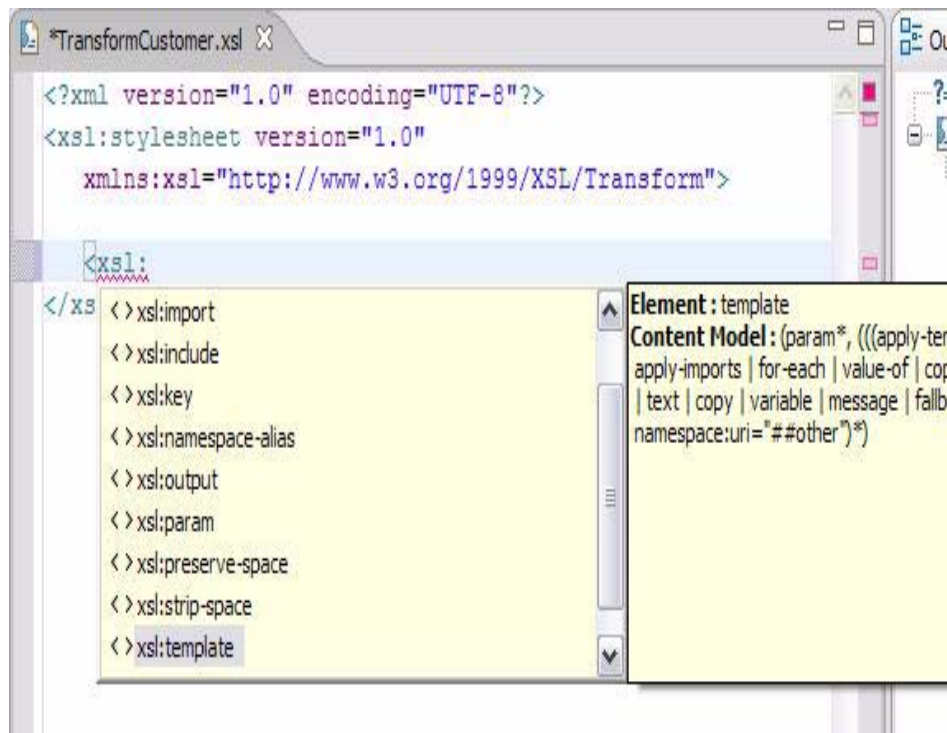 *TransformCustomer.xsl
<?xml version="1.0" encoding="UTF-8"?>
<xsl:stylesheet version="1.0"
xmlns:xsl="http://www.w3.org/1999/XSL/Transform">
<xsl:
</xs
<> xsl:import
<> xsl:include
<> xsl:key
<> xsl:namespace-alias
<> xsl:output
<> xsl:param
<> xsl:preserve-space
<> xsl:strip-space
<> xsl:template
Element : template
Content Model : (param*, (((apply-
apply-imports | for-each | value-of |
| text | copy | variable | message |
namespace:uri="##other")*)